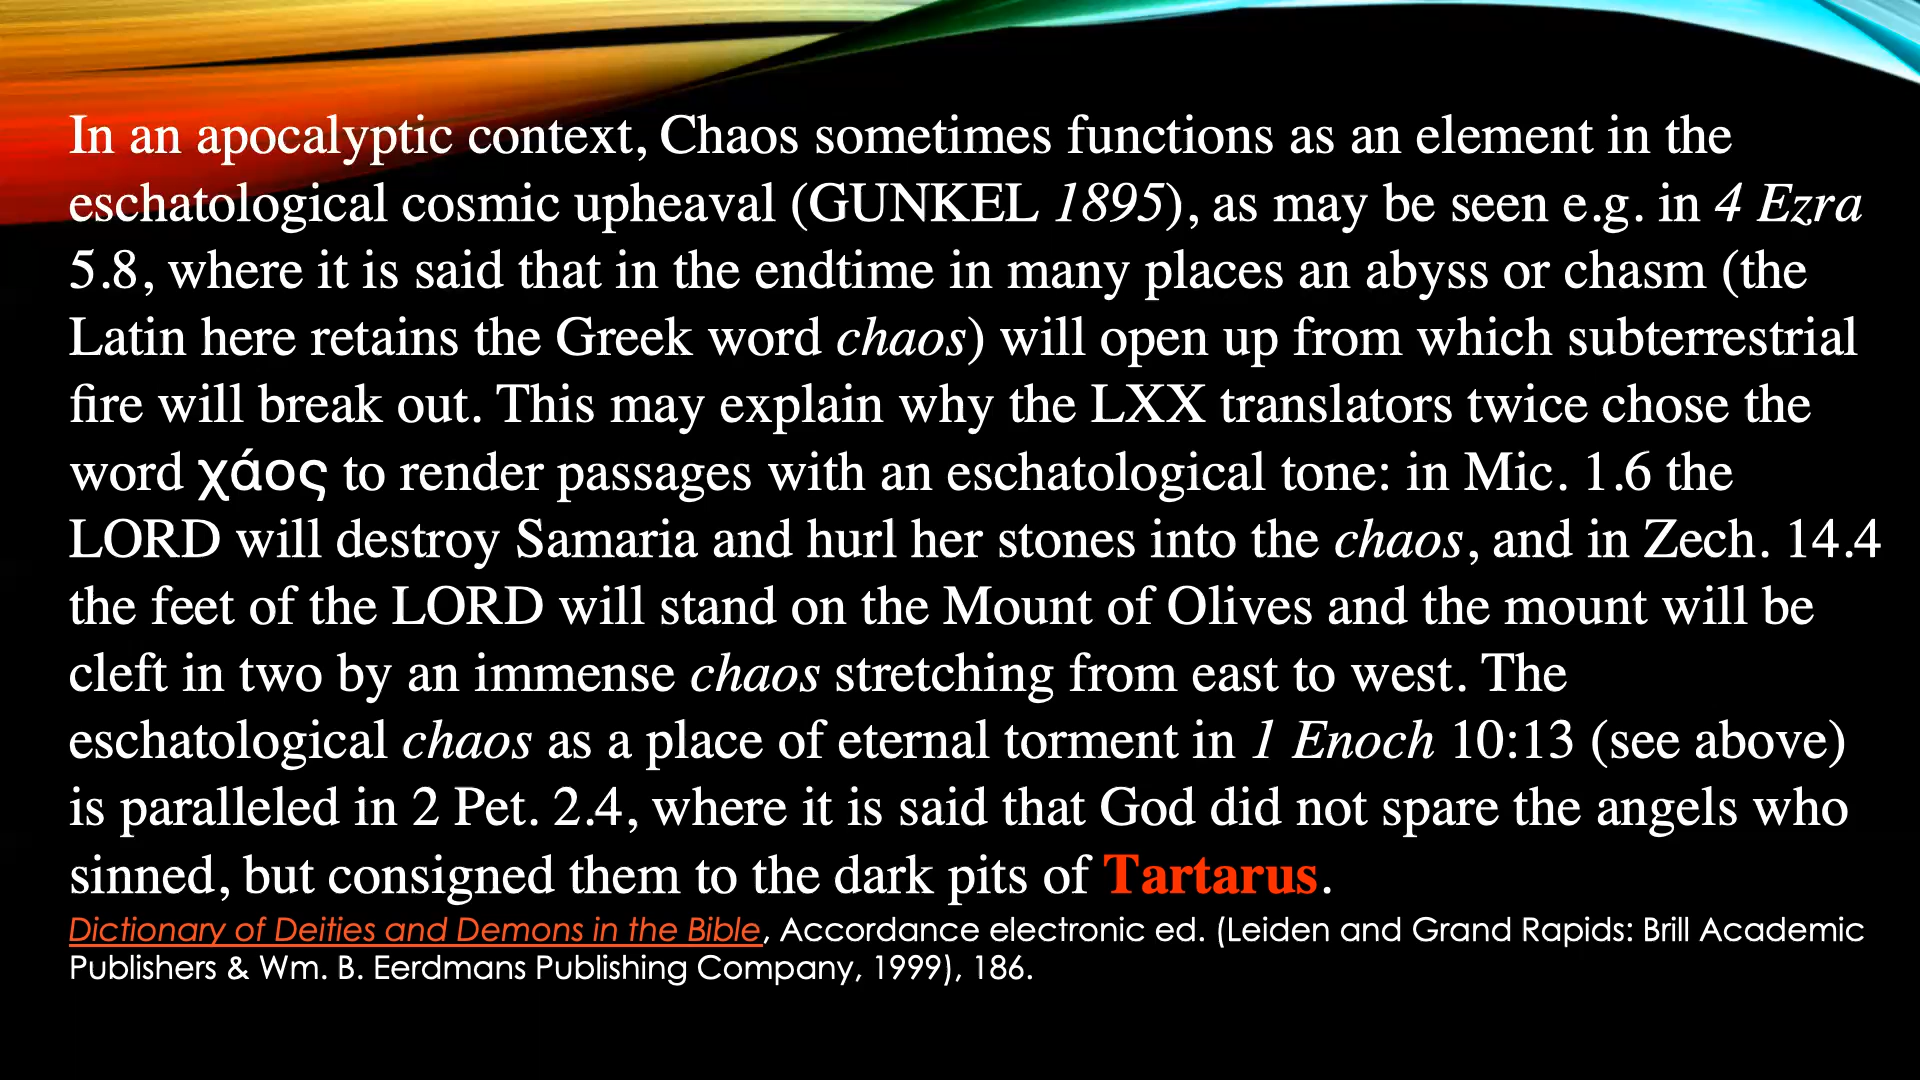 In an apocalyptic context, Chaos sometimes functions as an element in the
eschatological cosmic upheaval (GUNKEL 1895), as may be seen e.g. in 4 Ezra
5.8, where it is said that in the endtime in many places an abyss or chasm (the
Latin here retains the Greek word chaos) will open up from which subterrestrial
fire will break out. This may explain why the LXX translators twice chose the
word χάος to render passages with an eschatological tone: in Mic. 1.6 the
LORD will destroy Samaria and hurl her stones into the chaos, and in Zech. 14.4
the feet of the LORD will stand on the Mount of Olives and the mount will be
cleft in two by an immense chaos stretching from east to west. The
eschatological chaos as a place of eternal torment in 1 Enoch 10:13 (see above)
is paralleled in 2 Pet. 2.4, where it is said that God did not spare the angels who
sinned, but consigned them to the dark pits of Tartarus.
Dictionary of Deities and Demons in the Bible, Accordance electronic ed. (Leiden and Grand Rapids: Brill Academic
Publishers & Wm. B. Eerdmans Publishing Company, 1999), 186.